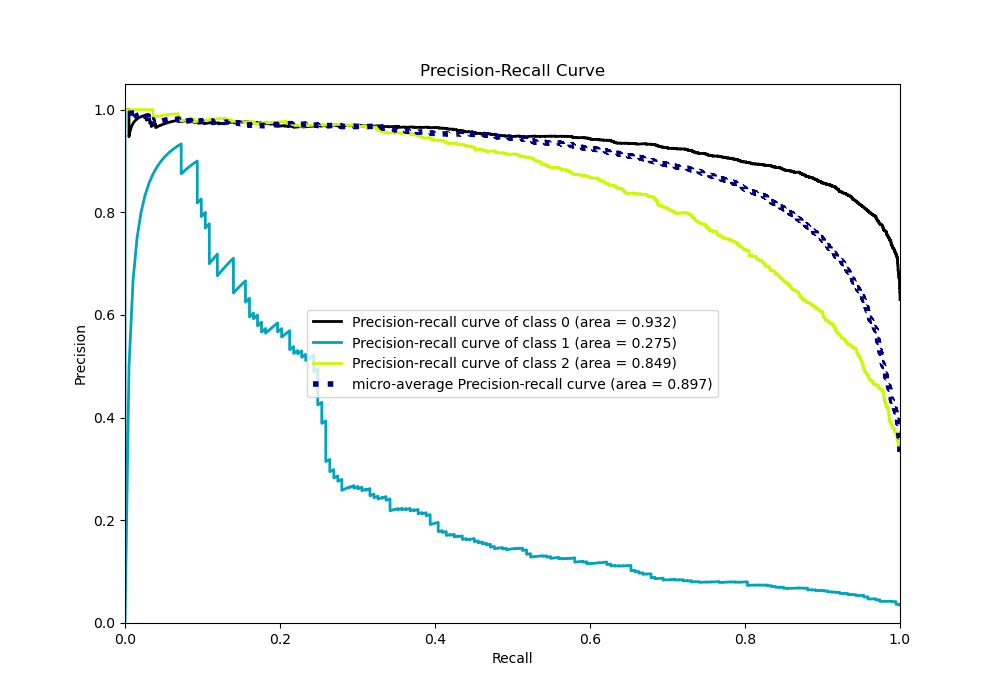 Precision-Recall Curve
1.0
0.8
0.6
0.4
0.2
0.0
Precision
Precision-recall curve of class 0 (area = 0.932)
Precision-recall curve of class 1 (area = 0.275)
Precision-recall curve of class 2 (area = 0.849)
micro-average Precision-recall curve (area = 0.897)
0.0 0.2 0.4 0.6 0.8 1.0
Recall